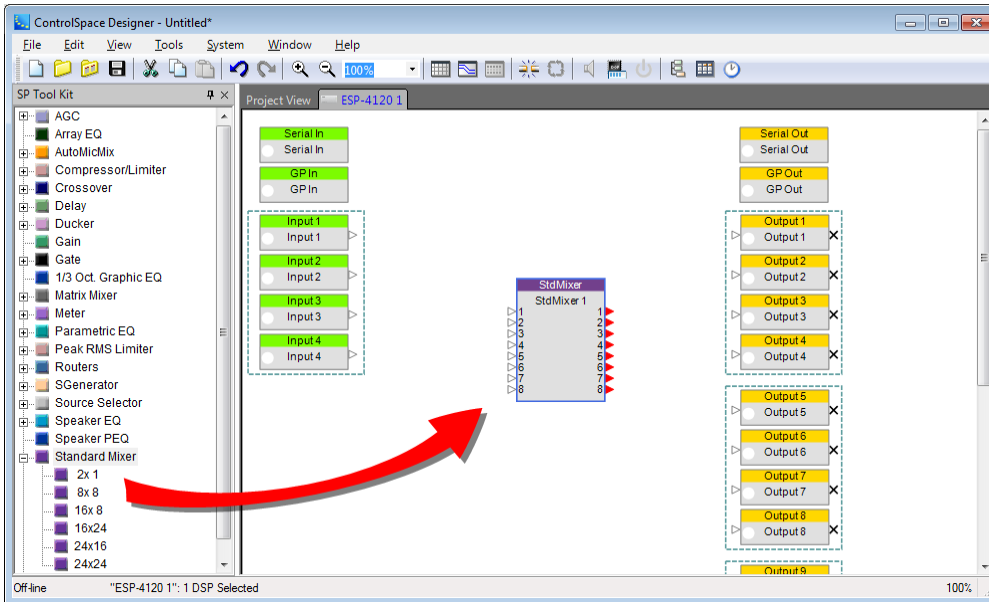 ControlSpace Designer - Untitled*
File Edit View Tools System Window Help
100%
SP Tool Kit
AGC
Array EQ
AutoMicMix
Compressor/Limiter
Crossover
Delay
Ducker
Gain
Gate
1/3 Oct. Graphic EQ
Matrix Mixer
Meter
Parametric EQ
Peak RMS Limiter
Routers
SGenerator
Source Selector
Speaker EQ
Speaker PEQ
Standard Mixer
2x 1
8x 8
16x 8
16x24
24x16
24x24
Project View ESP-4120 1
Serial In
Serial In
GP In
GP In
Input 1
Input 1
Input 2
Input 2
Input 3
Input 3
Input 4
Input 4
StdMixer
StdMixer 1
1 1
2 2
3 3
4 4
5 5
6 6
7 7
8 8
Serial Out
Serial Out
GP Out
GP Out
Output 1
Output 1
Output 2
Output 2
Output 3
Output 3
Output 4
Output 4
Output 5
Output 5
Output 6
Output 6
Output 7
Output 7
Output 8
Output 8
Output 9
Off-line "ESP-4120 1": 1 DSP Selected 100%